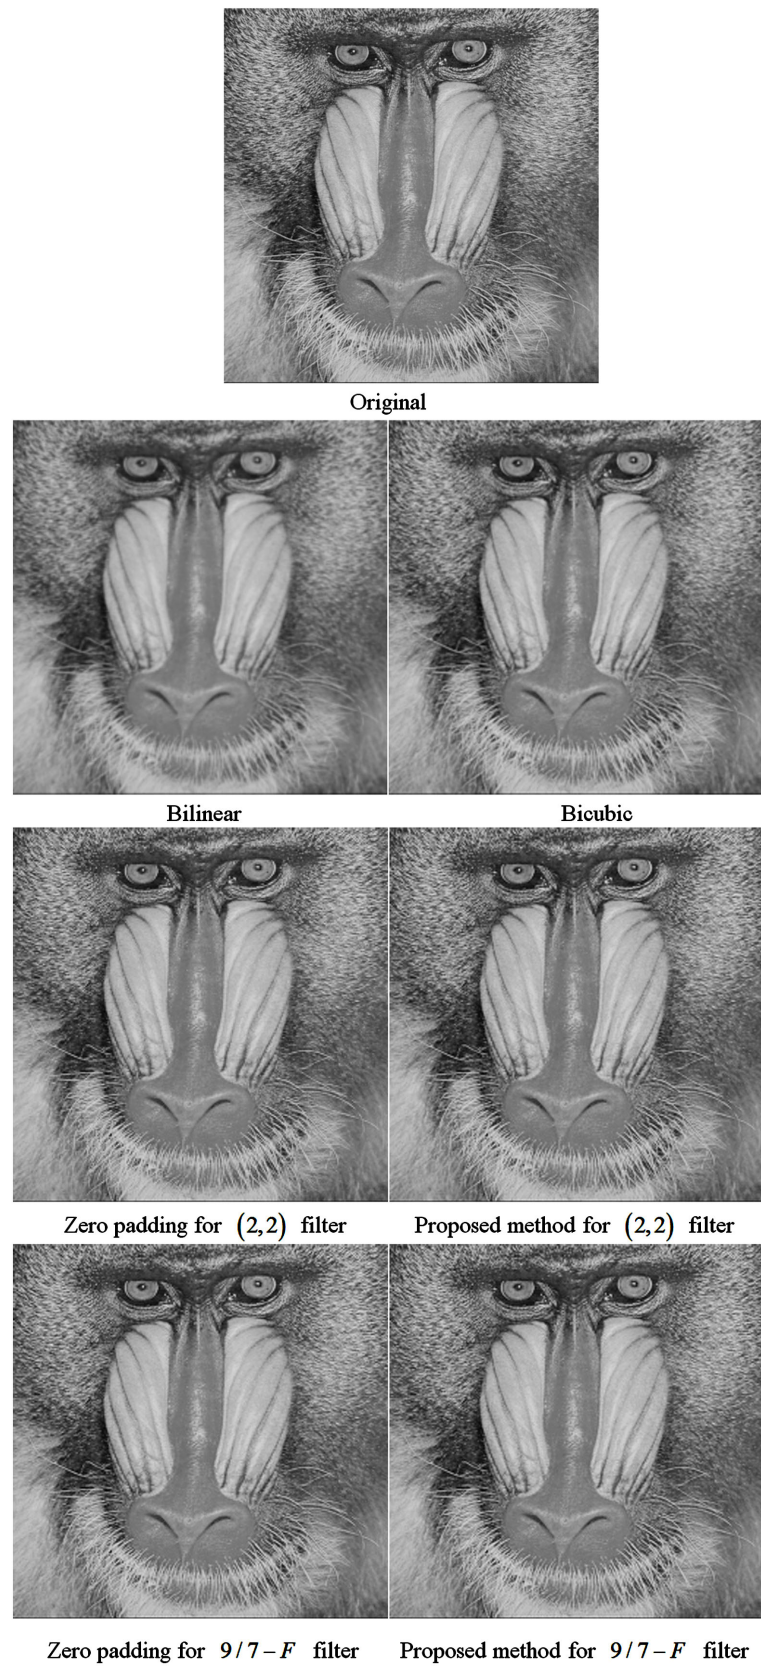 Original
Bilinear
Bicubic
Zero padding for (2,2) filter
Proposed method for (2,2) filter
Zero padding for 9/7−F filter
Proposed method for 9/7−F filter